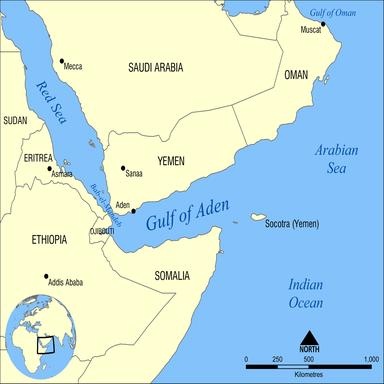 Gulf of Oman
Muscat
Mecca
SAUDI ARABIA
OMAN
Red Sea
SUDAN
Arabian
Sea
ERITREA
Asmara
YEMEN
Sanaa
Bab-el-Mandeb
Aden
Gulf of Aden
Socotra (Yemen)
DJIBOUTI
ETHIOPIA
SOMALIA
Addis Ababa
Indian
Ocean
NORTH
0 250 500 1,000
Kilometres